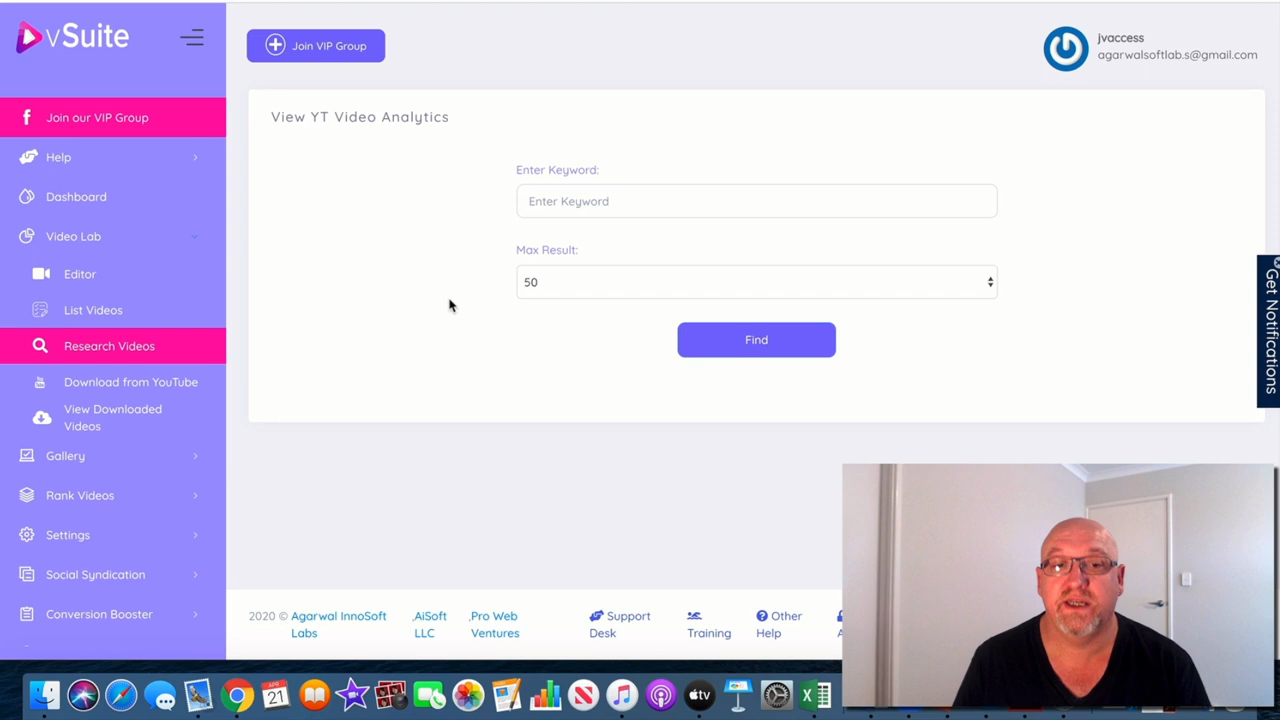 vSuite
Join VIP Group
jvaccess
agarwalsoftlab.s@gmail.com
Join our VIP Group
Help
Dashboard
Video Lab
Editor
List Videos
Research Videos
Download from YouTube
View Downloaded
Videos
Gallery
Rank Videos
Settings
Social Syndication
Conversion Booster
View YT Video Analytics
Enter Keyword:
Enter Keyword
Max Result:
50
Find
Get Notifications
2020 © Agarwal InnoSoft
Labs
,AiSoft
LLC
,Pro Web
Ventures
Support
Desk
Training
Other
Help
A
APR
21
tv